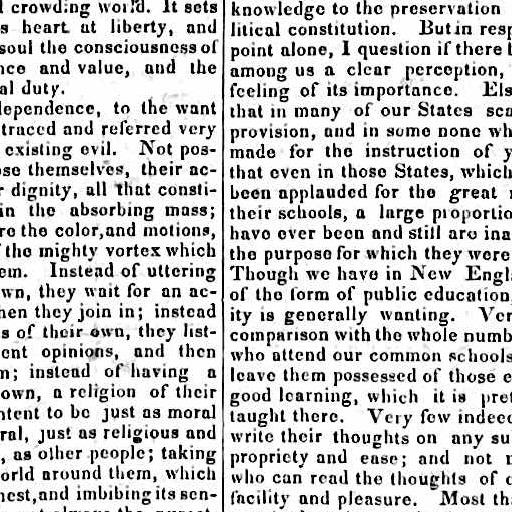 crowding world. It sets
s heart at liberty, and
soul the consciousness of
nce and value, and the
al duty.
dependence, to the want
traced and referred very
existing evil. Not pos-
ose themselves, their ac-
r dignity, all that consti-
in the absorbing mass;
re the color,and motions,
the mighty vortex which
em. Instead of uttering
wn, they wait for an ac-
hen they join in; instead
s of their own, they list-
ent opinions, and then
m; instead of having a
own, a religion of their
ntent to be just as moral
ral, just as religious and
, as other people; taking
orld around them, which
nest,and imbibing its sen-
knowledge to the preservation
litical constitution. But in resp
point alone, I question if there b
among us a clear perception,
feeling of its importance. Els
that in many of our States sca
provision, and in some none wh
made for the instruction of y
that even in those States, which
been applauded for the great
their schools, a large proportio
have ever been and still are ina
the purpose for which they were
Though we have in New Engl
of the form of public education,
ity is generally wanting. Ver
comparison with the whole numb
who attend our common schools
leave them possessed of those e
good learning, which it is pret
taught there. Very few indeed
write their thoughts on any su
propriety and ease; and not
who can read the thoughts of o
facility and pleasure. Most th